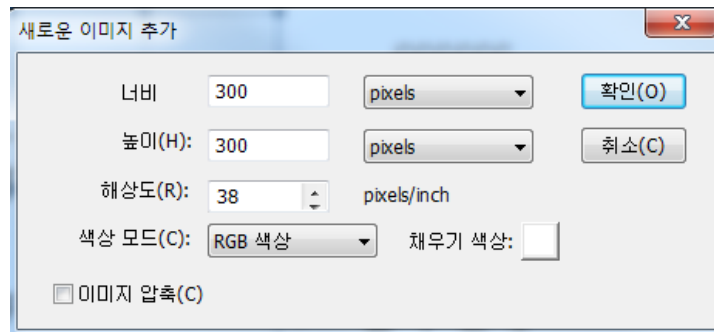 새로운 이미지 추가
너비 300 pixels 확인(O)
높이(H): 300 pixels 취소(C)
해상도(R): 38 pixels/inch
색상 모드(C): RGB 색상 채우기 색상:
이미지 압축(C)